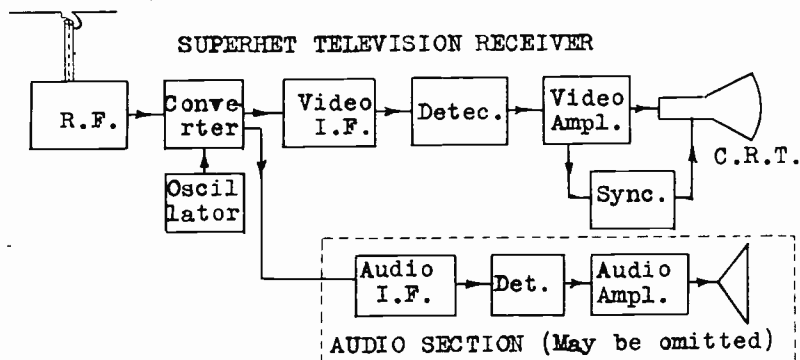 SUPERHET TELEVISION RECEIVER
R.F.
Conve-
rter
Video
I.F.
Detec.
Video
Ampl.
C.R.T.
Oscil
lator
Sync.
Audio
I.F.
Det.
Audio
Ampl.
AUDIO SECTION (May be omitted)